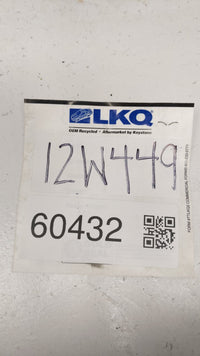 LKQ
OEM Recycled • Aftermarket by Keystone
12W449
60432